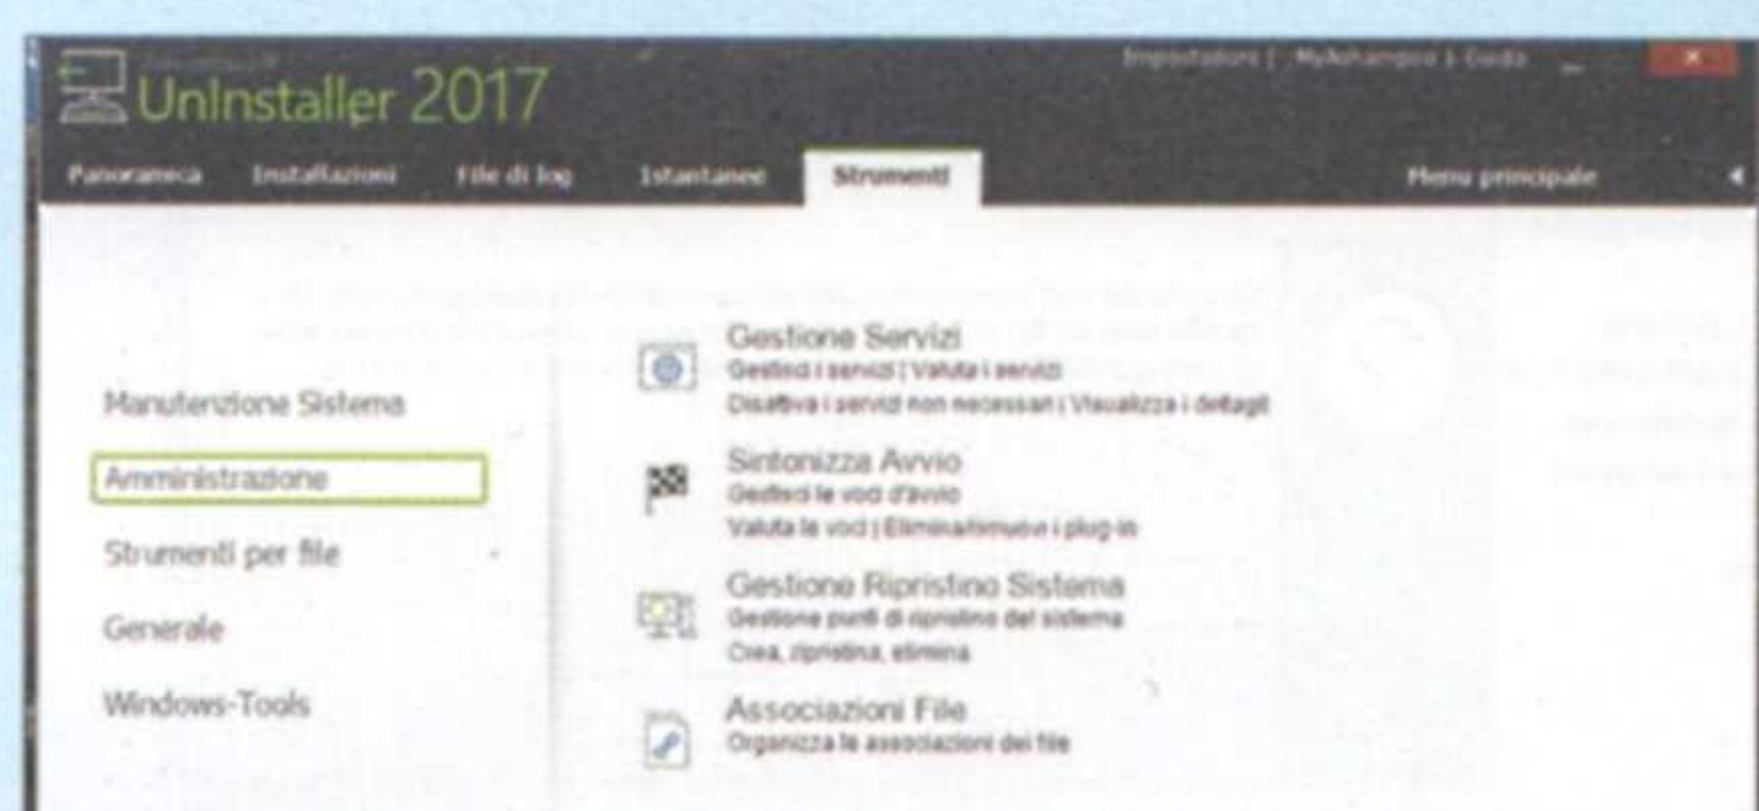 UnInstaller 2017
Impostazioni | MyAshampoo | Guida
Panoramica Installazioni File di log Istantanee Strumenti Menu principale
Manutenzione Sistema
Amministrazione
Strumenti per file
Generale
Windows-Tools
Gestione Servizi
Gestisci i servizi | Valuta i servizi
Disattiva i servizi non necessari | Visualizza i dettagli
Sintonizza Avvio
Gestisci le voci d'avvio
Valuta le voci | Elimina/rimuovi i plug-in
Gestione Ripristino Sistema
Gestione punti di ripristino del sistema
Crea, ripristina, elimina
Associazioni File
Organizza le associazioni dei file